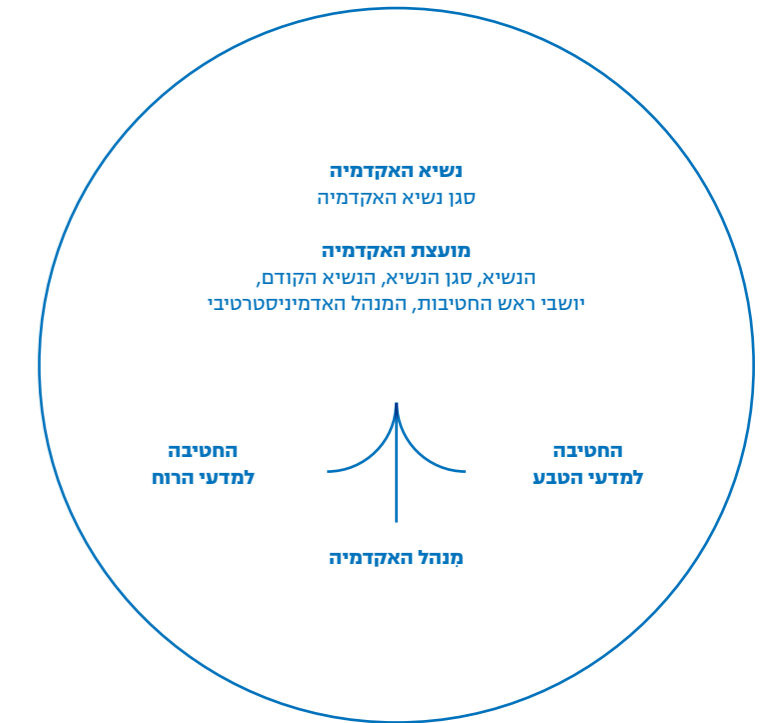 נשיא האקדמיה
סגן נשיא האקדמיה
מועצת האקדמיה
הנשיא, סגן הנשיא, הנשיא הקודם,
יושבי ראש החטיבות, המנהל האדמיניסטרטיבי
החטיבה
למדעי הטבע
החטיבה
למדעי הרוח
מִנהל האקדמיה